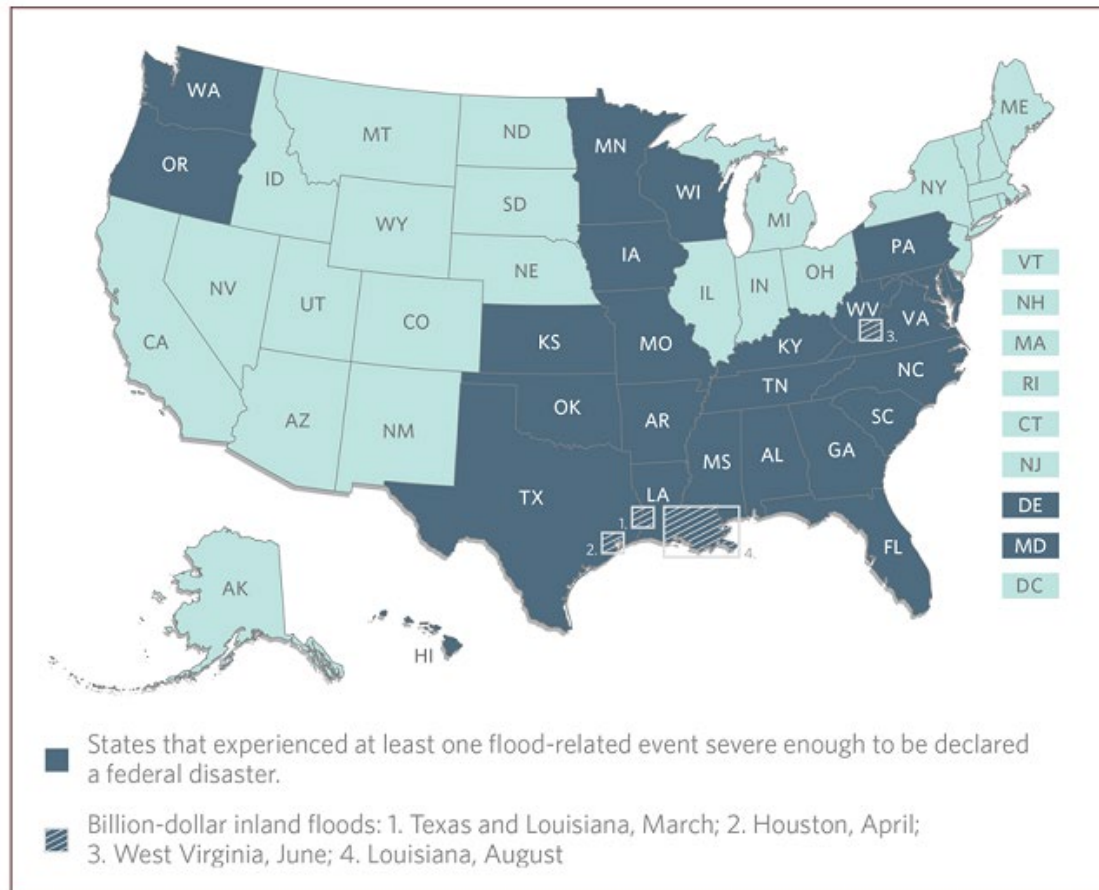 WA
OR
CA
NV
ID
MT
WY
UT
AZ
CO
NM
ND
SD
NE
KS
OK
TX
MN
IA
MO
AR
LA
WI
IL
MI
IN
OH
KY
TN
MS
AL
GA
FL
SC
NC
VA
WV
PA
NY
ME
1.
2.
3.
4.
VT
NH
MA
RI
CT
NJ
DE
MD
DC
AK
HI
States that experienced at least one flood-related event severe enough to be declared
a federal disaster.
Billion-dollar inland floods: 1. Texas and Louisiana, March; 2. Houston, April;
3. West Virginia, June; 4. Louisiana, August